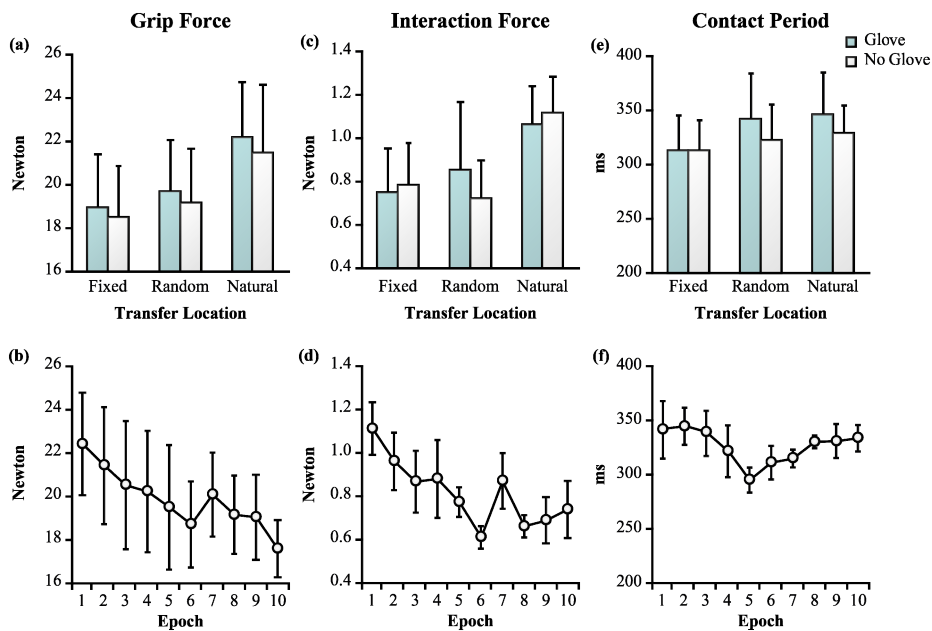 Grip Force
Interaction Force
Contact Period
(a)
(c)
(e)
Glove
No Glove
26
24
22
20
18
16
Newton
Fixed Random Natural
Transfer Location
1.4
1.2
1.0
0.8
0.6
0.4
Newton
Fixed Random Natural
Transfer Location
400
350
300
250
200
ms
Fixed Random Natural
Transfer Location
(b)
26
24
22
20
18
16
Newton
1 2 3 4 5 6 7 8 9 10
Epoch
(d)
1.4
1.2
1.0
0.8
0.6
0.4
Newton
1 2 3 4 5 6 7 8 9 10
Epoch
(f)
400
350
300
250
200
ms
1 2 3 4 5 6 7 8 9 10
Epoch